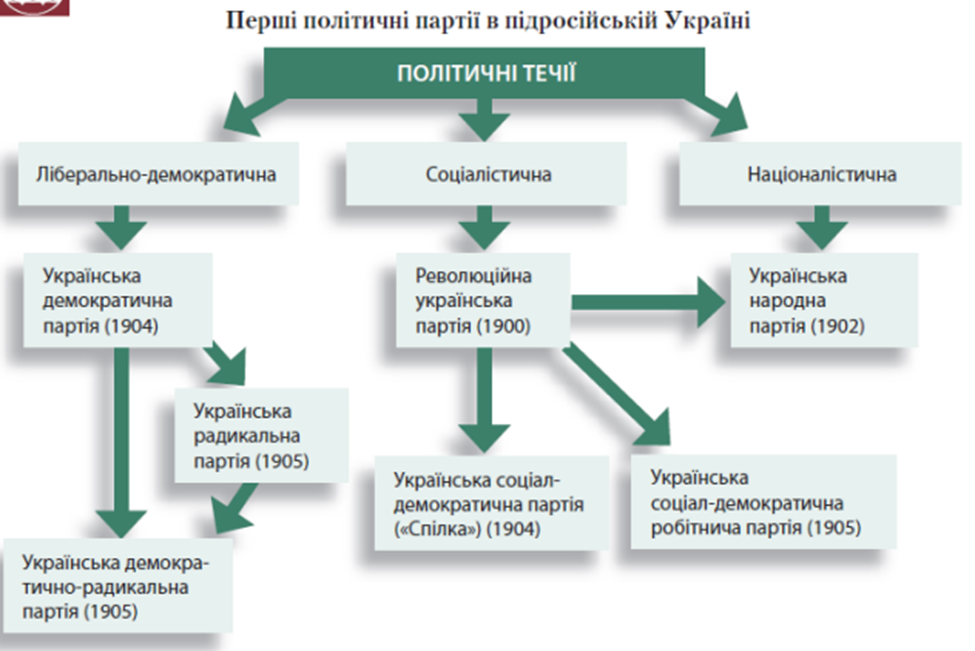 Перші політичні партії в підросійській Україні
ПОЛІТИЧНІ ТЕЧІЇ
Ліберально-демократична
Соціалістична
Націоналістична
Українська
демократична
партія (1904)
Революційна
українська
партія (1900)
Українська
народна
партія (1902)
Українська
радикальна
партія (1905)
Українська соціал-
демократична партія
(«Спілка») (1904)
Українська
соціал-демократична
робітнича партія (1905)
Українська демокра-
тично-радикальна
партія (1905)